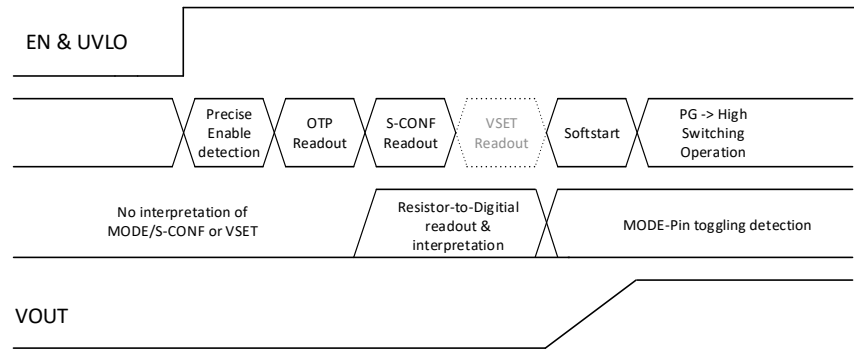 EN & UVLO
Precise
Enable
detection
OTP
Readout
S-CONF
Readout
VSET
Readout
Softstart
PG -> High
Switching
Operation
No interpretation of
MODE/S-CONF or VSET
Resistor-to-Digitial
readout &
interpretation
MODE-Pin toggling detection
VOUT